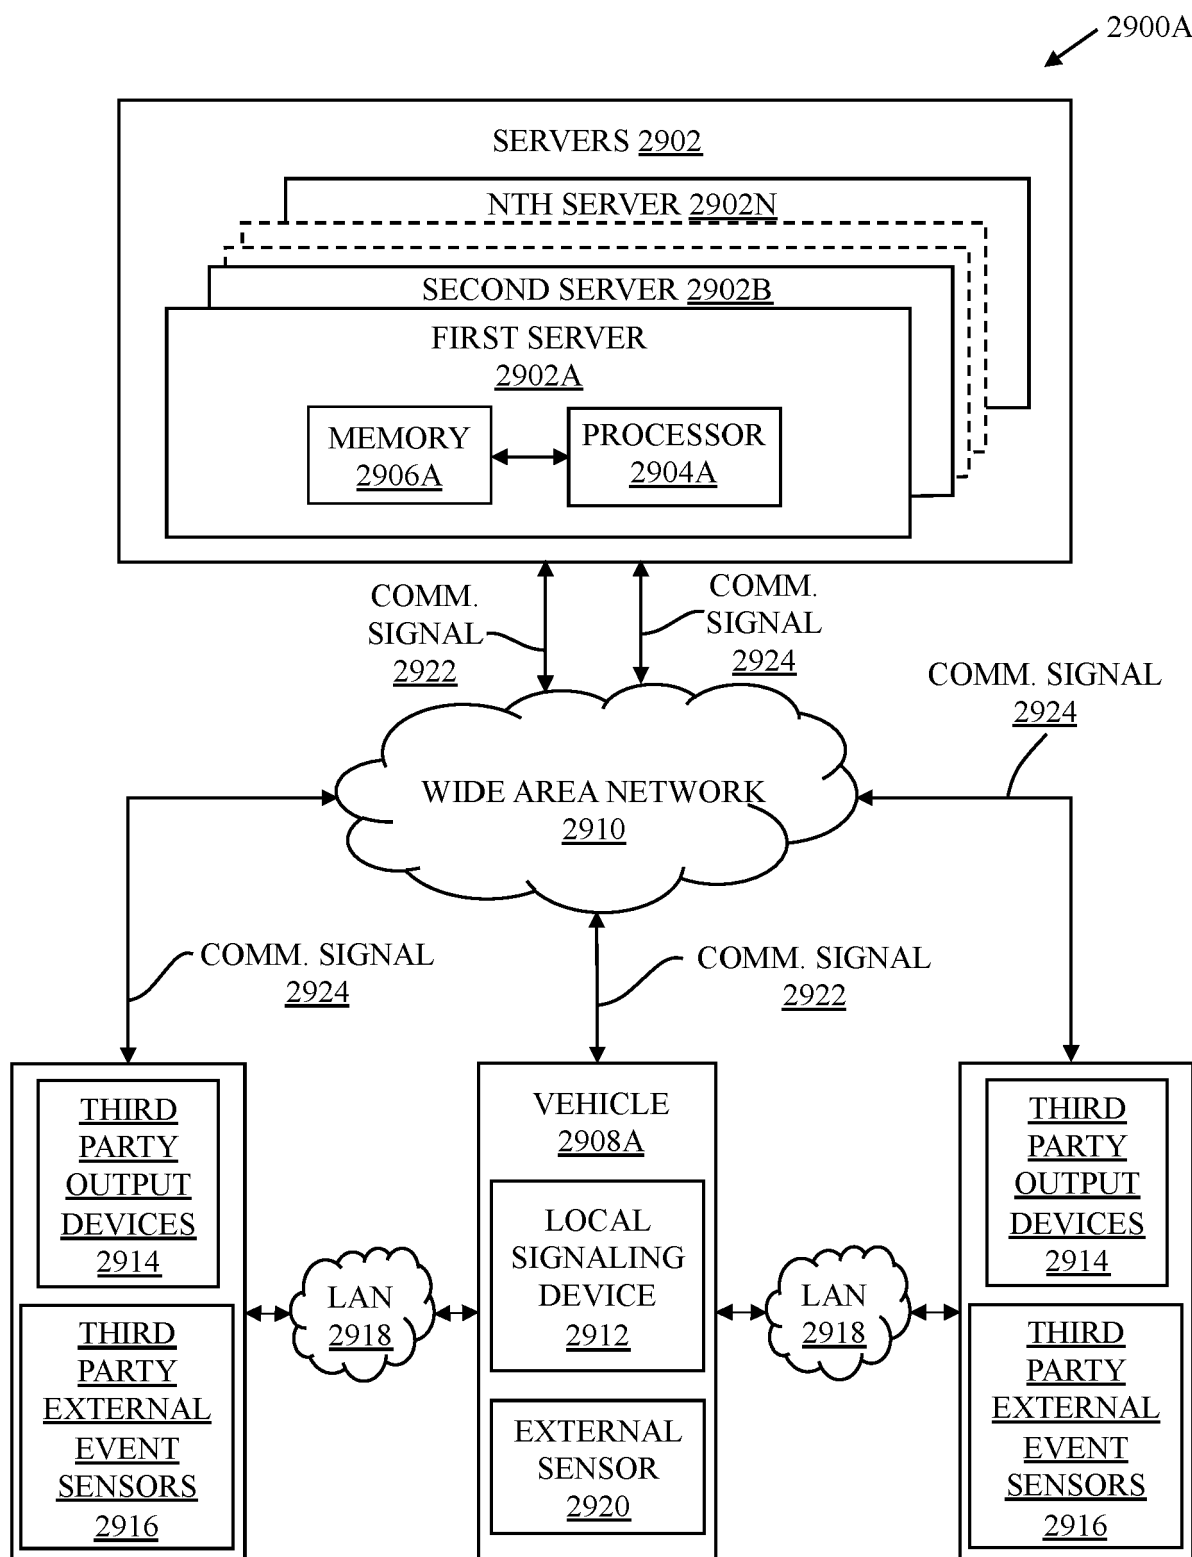 2900A
SERVERS 2902
NTH SERVER 2902N
SECOND SERVER 2902B
FIRST SERVER
2902A
MEMORY
2906A
PROCESSOR
2904A
COMM.
SIGNAL
2922
COMM.
SIGNAL
2924
COMM. SIGNAL
2924
WIDE AREA NETWORK
2910
COMM. SIGNAL
2924
COMM. SIGNAL
2922
THIRD
PARTY
OUTPUT
DEVICES
2914
THIRD
PARTY
EXTERNAL
EVENT
SENSORS
2916
LAN
2918
VEHICLE
2908A
LOCAL
SIGNALING
DEVICE
2912
EXTERNAL
SENSOR
2920
LAN
2918
THIRD
PARTY
OUTPUT
DEVICES
2914
THIRD
PARTY
EXTERNAL
EVENT
SENSORS
2916